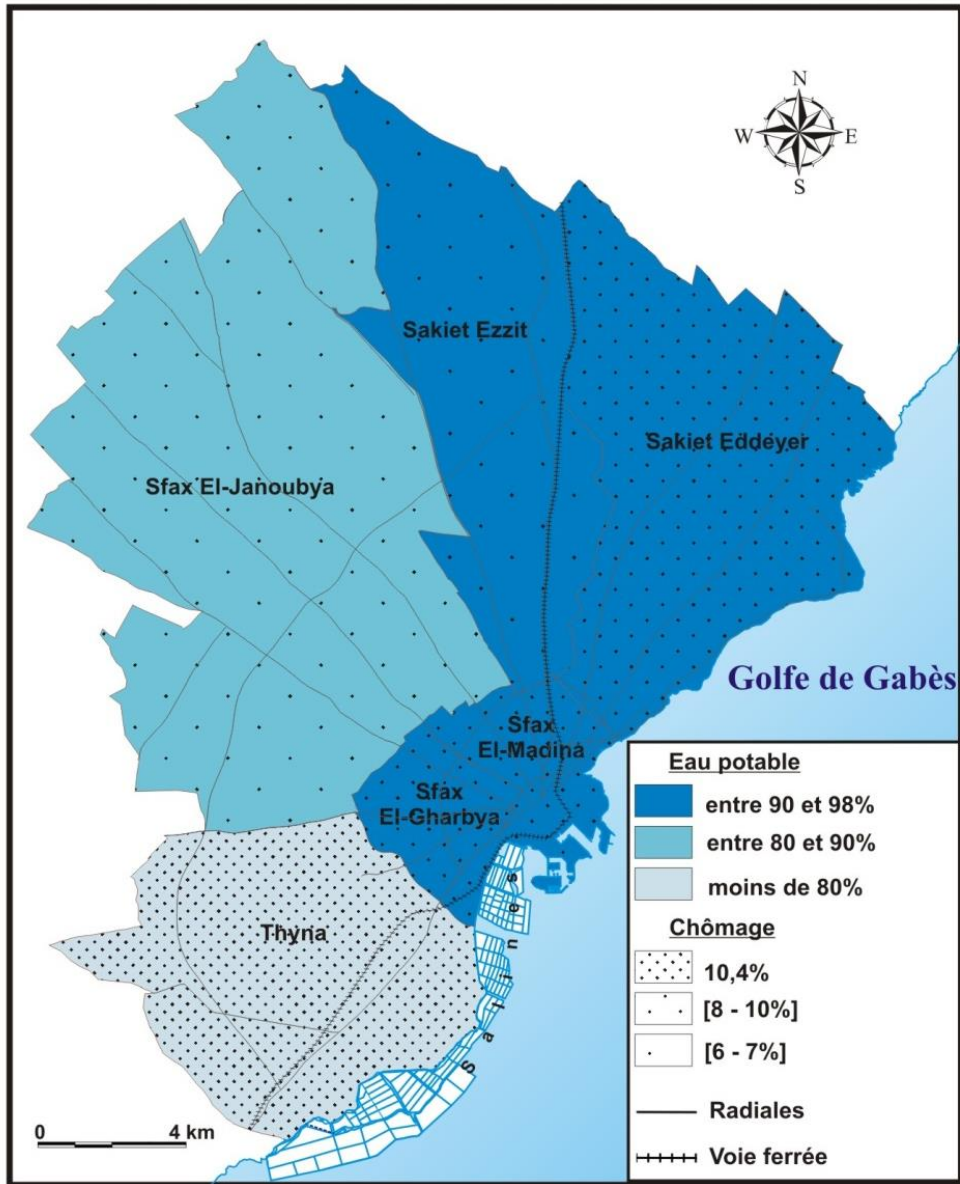 N
W E
S
Sakiet Ezzit
Sakiet Eddeyer
Sfax El-Janoubya
Golfe de Gabès
Sfax
El-Madina
Sfax
El-Gharbya
Thyna
Salines
0 4 km
Eau potable
entre 90 et 98%
entre 80 et 90%
moins de 80%
Chômage
10,4%
[8 - 10%]
[6 - 7%]
Radiales
Voie ferrée